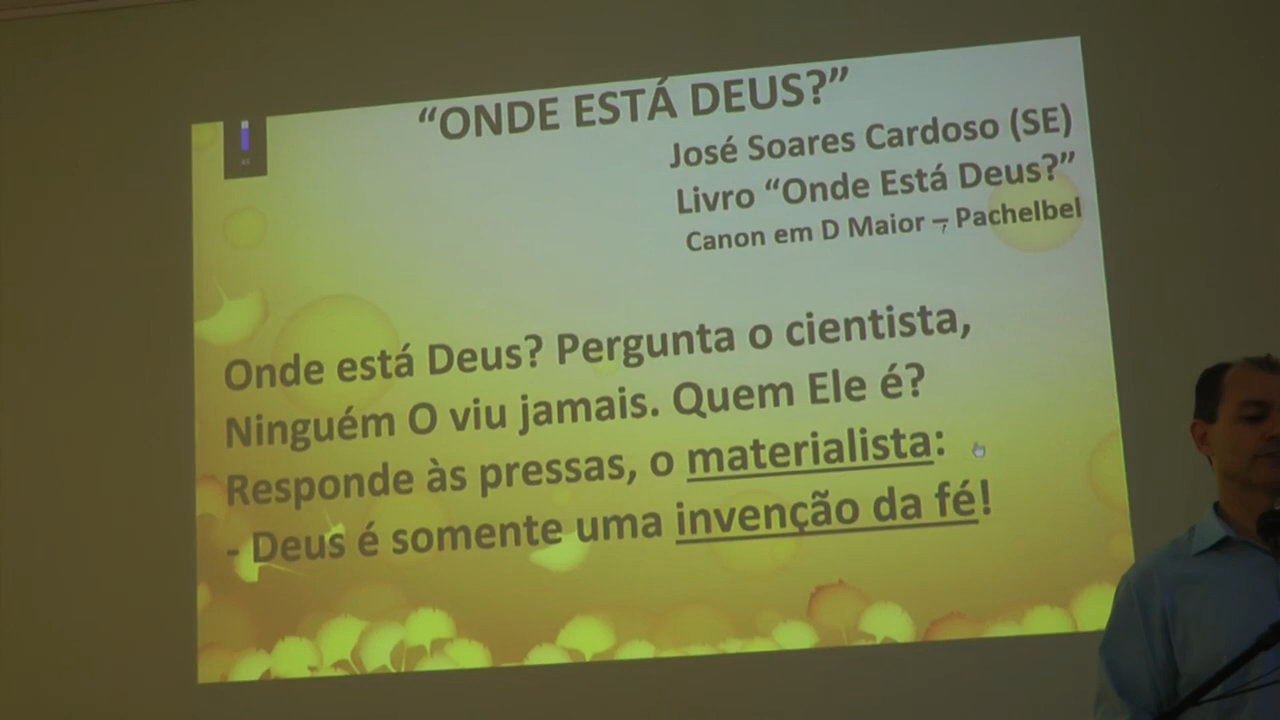 “ONDE ESTÁ DEUS?”
José Soares Cardoso (SE)
Livro “Onde Está Deus?”
Canon em D Maior – Pachelbel
Onde está Deus? Pergunta o cientista,
Ninguém O viu jamais. Quem Ele é?
Responde às pressas, o materialista:
- Deus é somente uma invenção da fé!